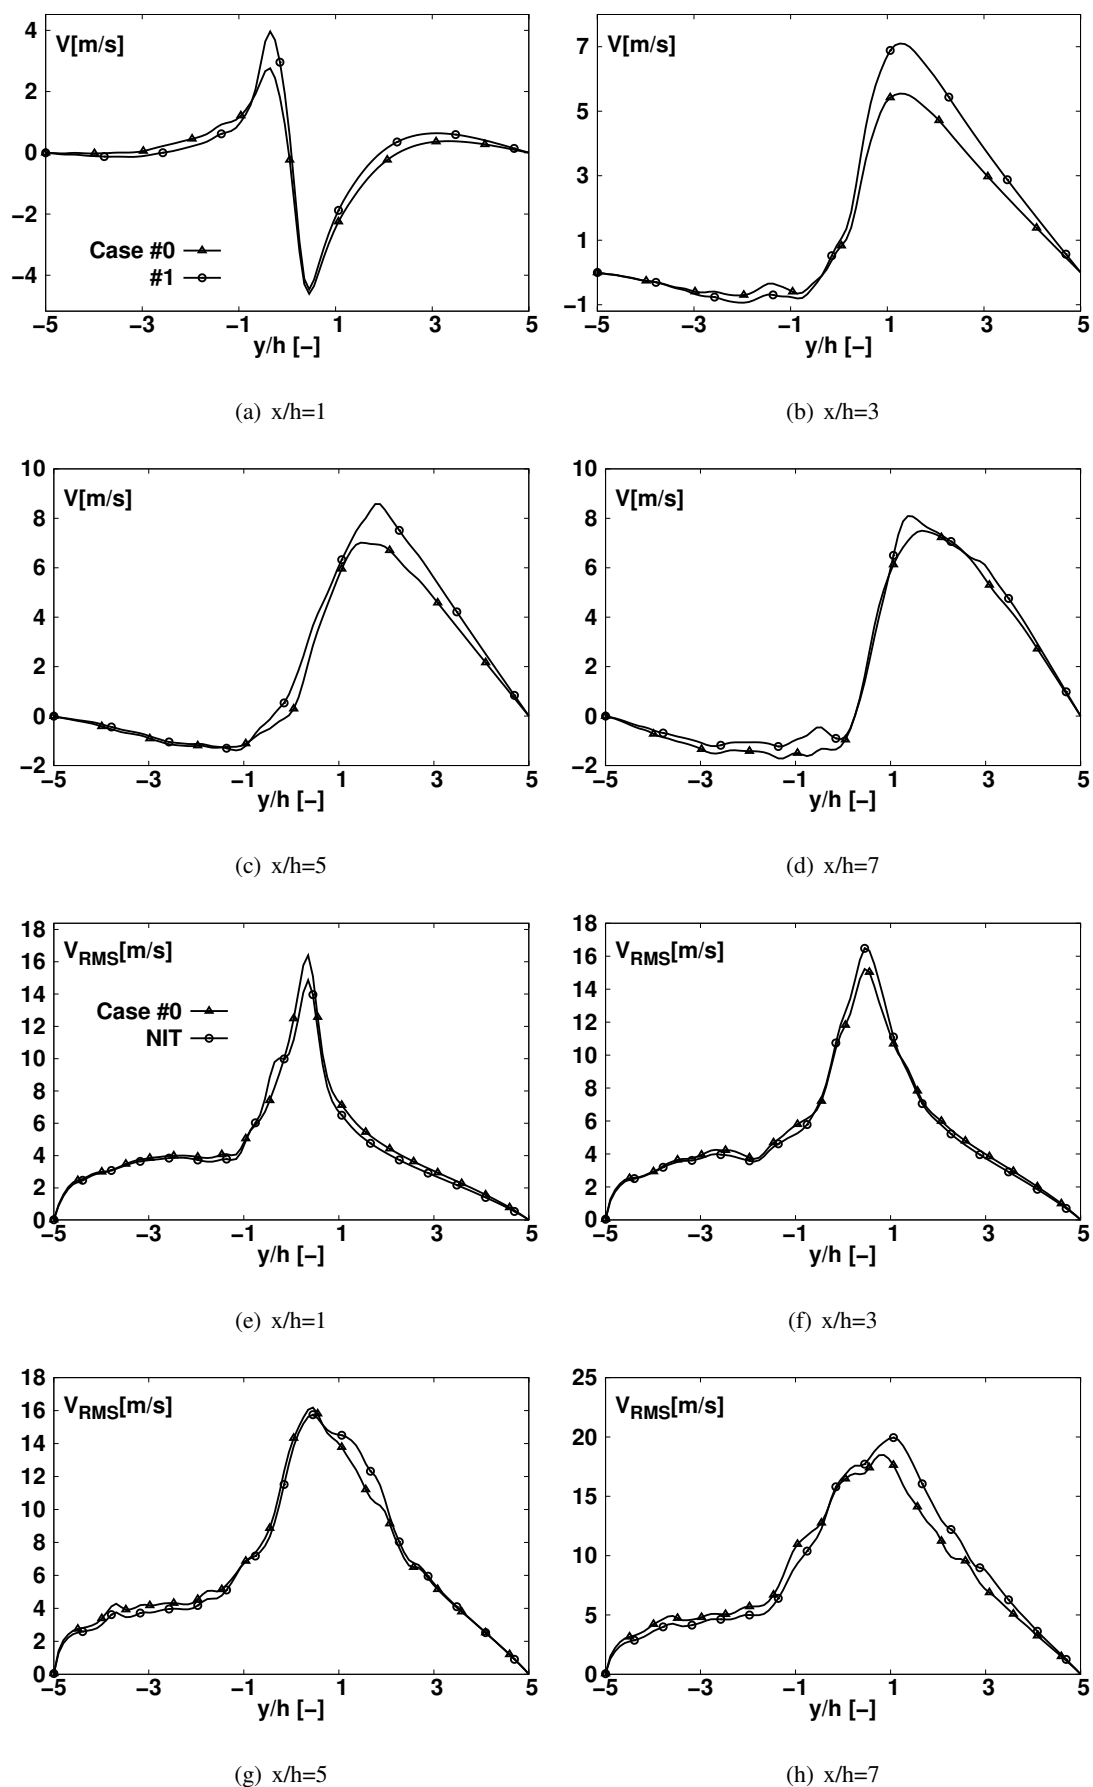 4
2
0
−2
−4
V[m/s]
Case #0
#1
−5 −3 −1 1 3 5
y/h [−]
(a) x/h=1
7
5
3
1
−1
V[m/s]
−5 −3 −1 1 3 5
y/h [−]
(b) x/h=3
10
8
6
4
2
0
−2
V[m/s]
−5 −3 −1 1 3 5
y/h [−]
(c) x/h=5
10
8
6
4
2
0
−2
V[m/s]
−5 −3 −1 1 3 5
y/h [−]
(d) x/h=7
18
16
14
12
10
8
6
4
2
0
VRMS[m/s]
Case #0
NIT
−5 −3 −1 1 3 5
y/h [−]
(e) x/h=1
18
16
14
12
10
8
6
4
2
0
VRMS[m/s]
−5 −3 −1 1 3 5
y/h [−]
(f) x/h=3
18
16
14
12
10
8
6
4
2
0
VRMS[m/s]
−5 −3 −1 1 3 5
y/h [−]
(g) x/h=5
25
20
15
10
5
0
VRMS[m/s]
−5 −3 −1 1 3 5
y/h [−]
(h) x/h=7